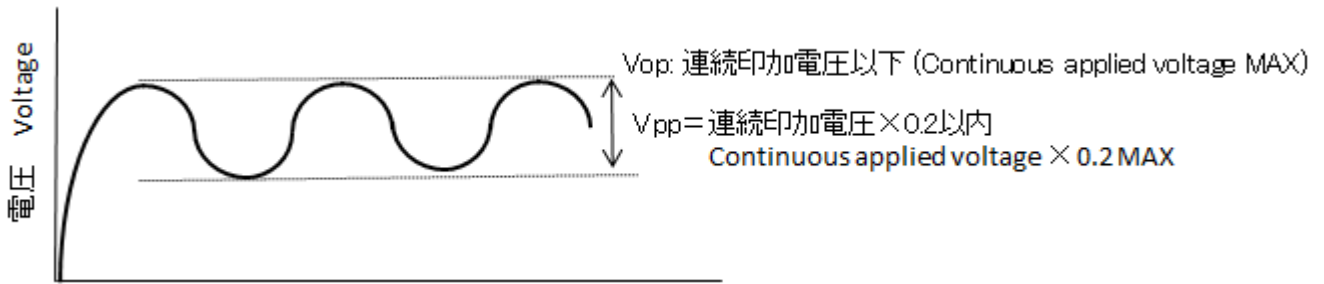 電圧 Voltage
Vop: 連続印加電圧以下 (Continuous applied voltage MAX)
Vpp=連続印加電圧×0.2以内
Continuous applied voltage × 0.2 MAX